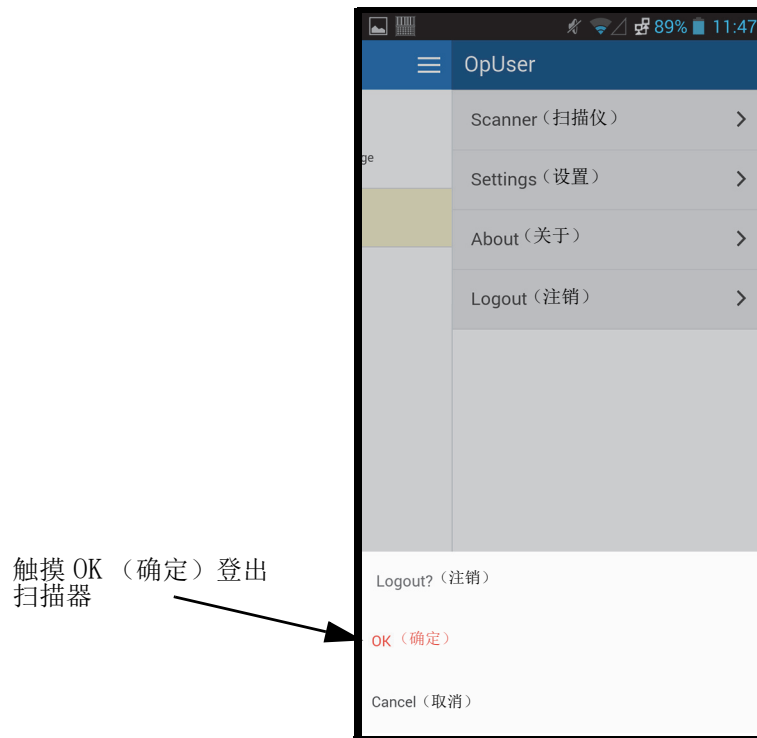 89% 11:47
OpUser
Scanner（扫描仪）
ge
Settings（设置）
About（关于）
Logout（注销）
Logout?（注销）
触摸 OK （确定）登出
扫描器
OK（确定）
Cancel（取消）